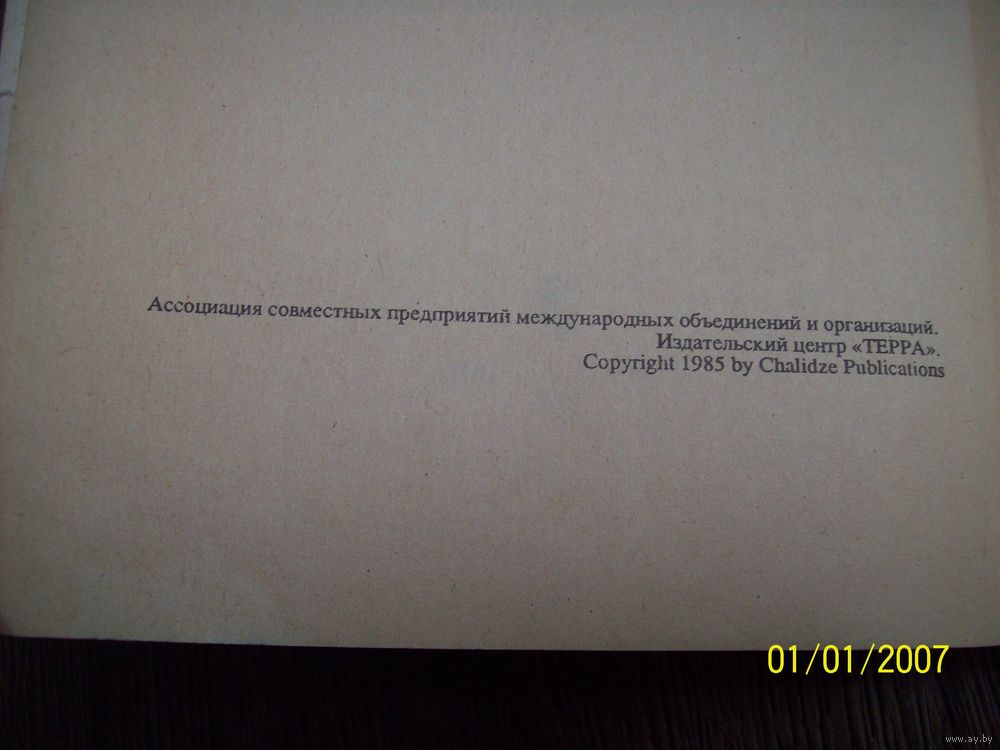 Ассоциация совместных предприятий международных объединений и организаций.
Издательский центр «ТЕРРА».
Copyright 1985 by Chalidze Publications
01/01/2007
www.ay.by